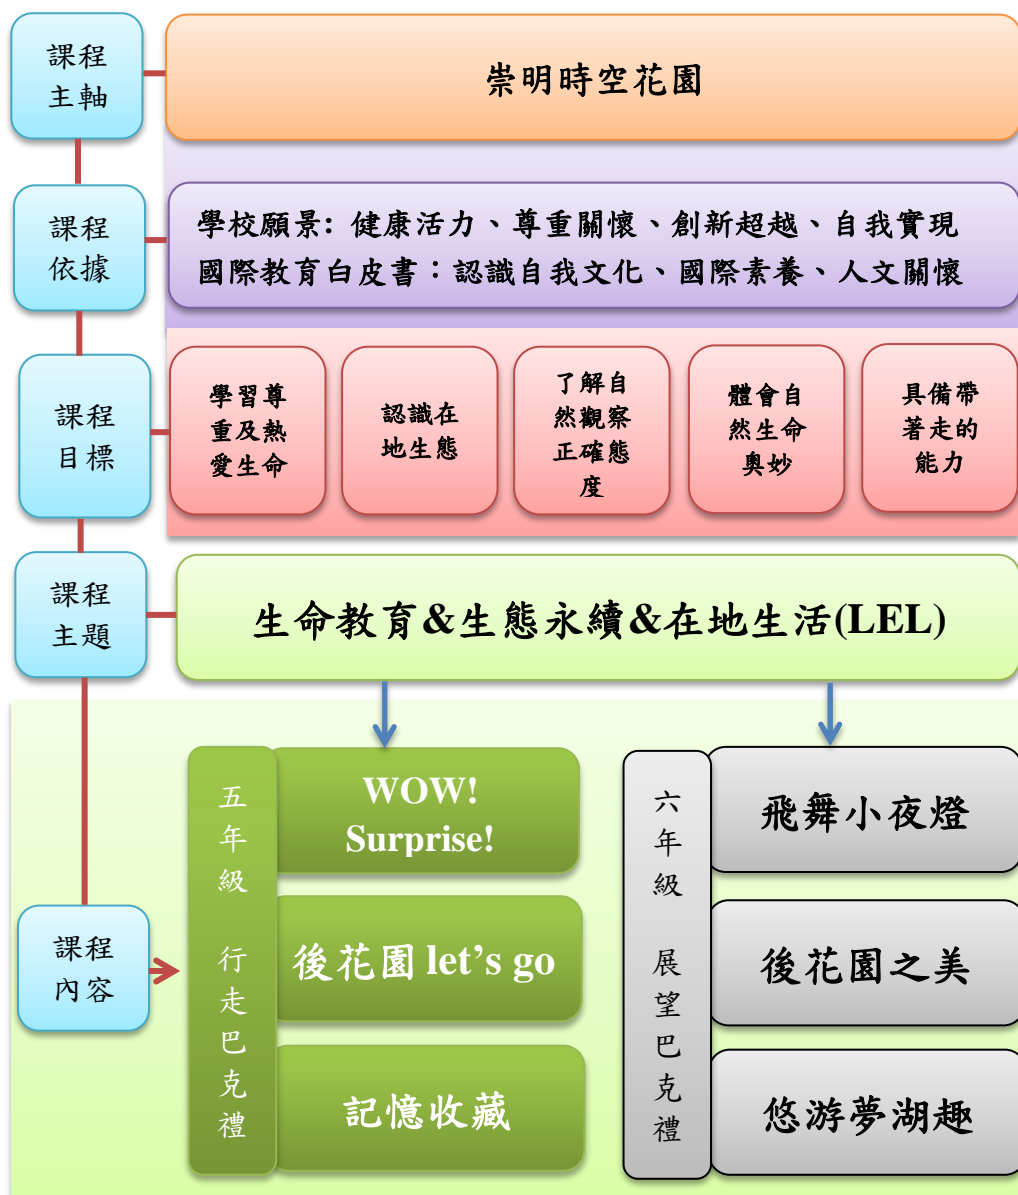 課程
主軸
崇明時空花園
課程
依據
學校願景: 健康活力、尊重關懷、創新超越、自我實現
國際教育白皮書：認識自我文化、國際素養、人文關懷
課程
目標
學習尊
重及熱
愛生命
認識在
地生態
了解自
然觀察
正確態
度
體會自
然生命
奧妙
具備帶
著走的
能力
課程
主題
生命教育&生態永續&在地生活(LEL)
課程
內容
五年級 行走巴克禮
WOW!
Surprise!
後花園 let’s go
記憶收藏
六年級 展望巴克禮
飛舞小夜燈
後花園之美
悠游夢湖趣